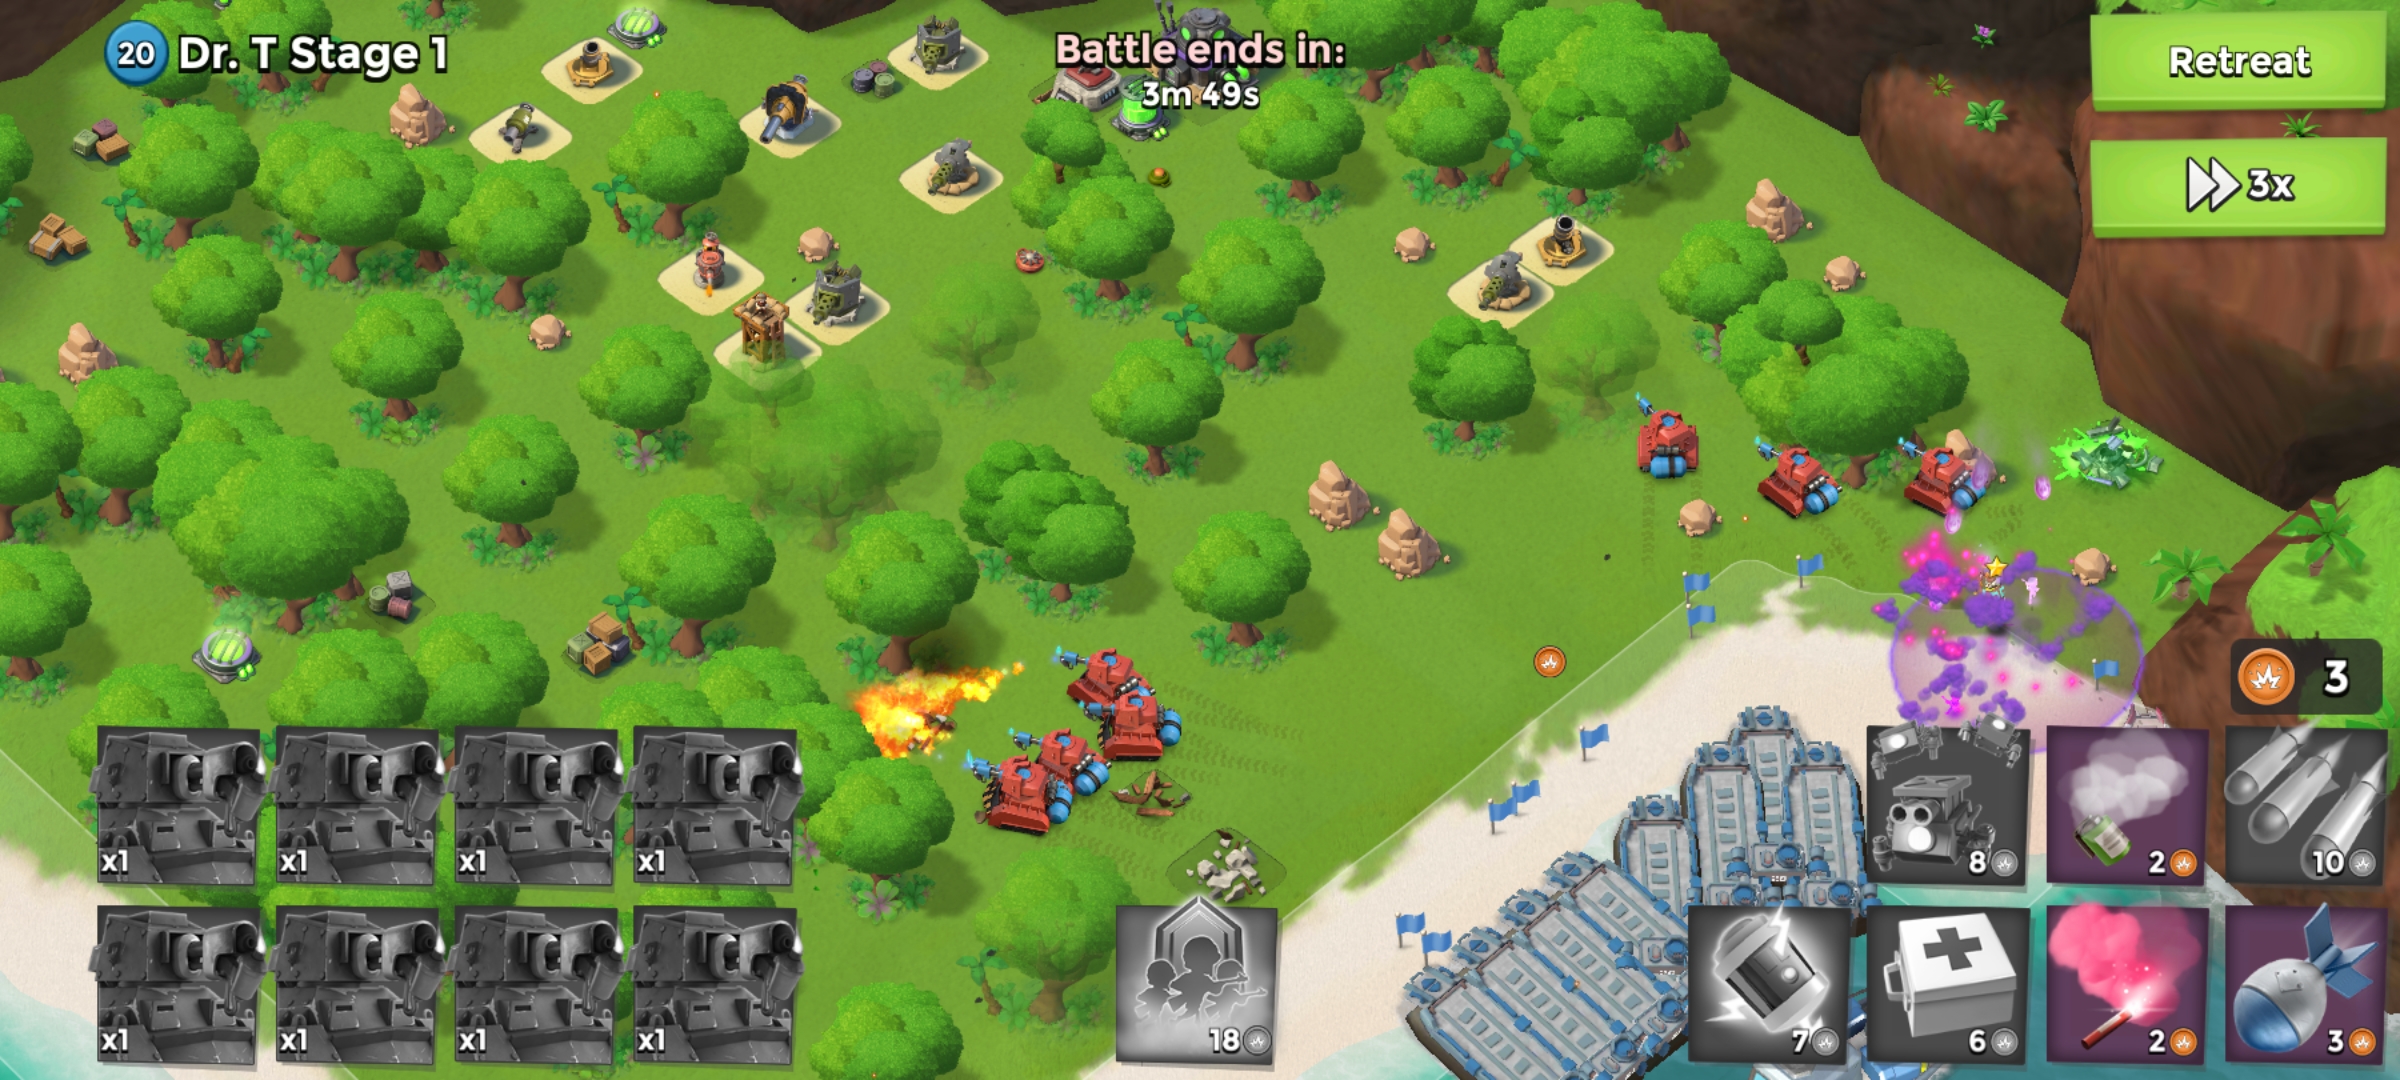 20 Dr. T Stage 1
Battle ends in:
3m 49s
Retreat
3x
3
x1
x1
x1
x1
8
2
10
x1
x1
x1
x1
18
7
6
2
3